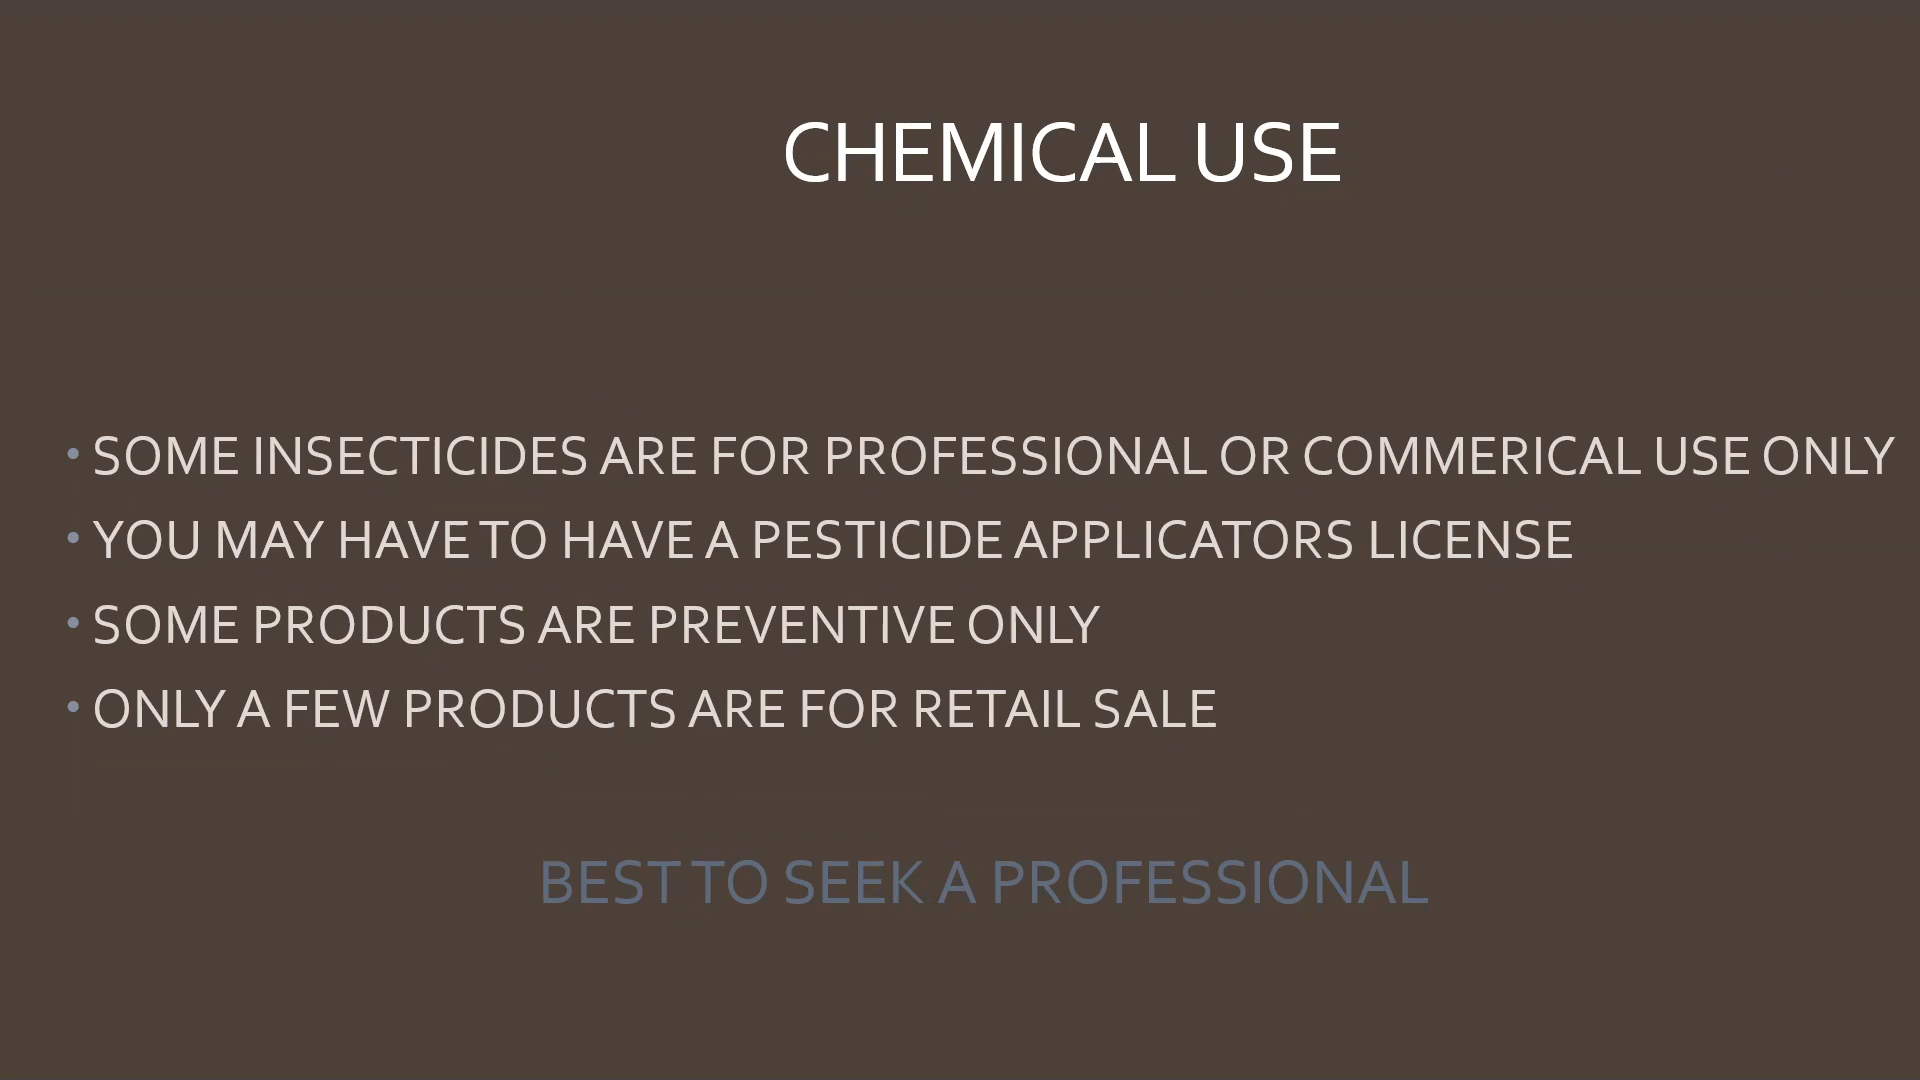 CHEMICAL USE
• SOME INSECTICIDES ARE FOR PROFESSIONAL OR COMMERICAL USE ONLY
• YOU MAY HAVE TO HAVE A PESTICIDE APPLICATORS LICENSE
• SOME PRODUCTS ARE PREVENTIVE ONLY
• ONLY A FEW PRODUCTS ARE FOR RETAIL SALE
BEST TO SEEK A PROFESSIONAL